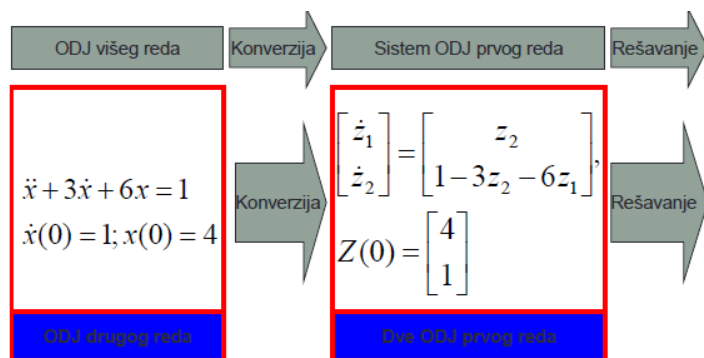 ODJ višeg reda
Konverzija
Sistem ODJ prvog reda
Rešavanje
ẍ + 3ẋ + 6x = 1
ẋ(0) = 1; x(0) = 4
Konverzija
[ż₁ ż₂] = [z₂ 1 − 3z₂ − 6z₁],
Z(0) = [4 1]
Rešavanje
ODJ drugog reda
Dve ODJ prvog reda